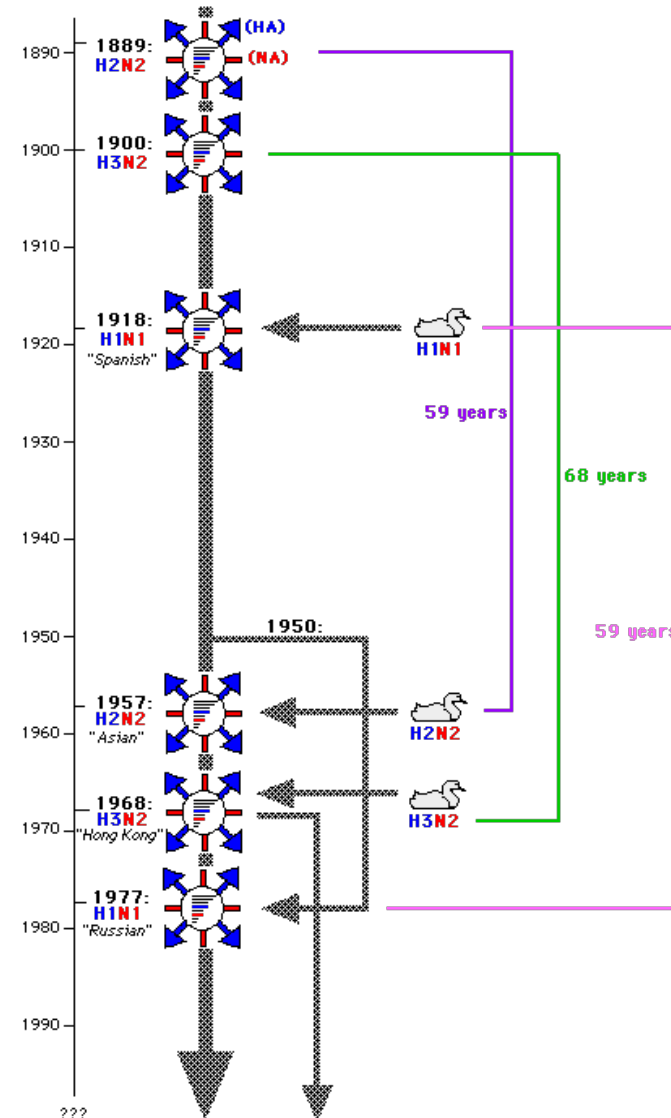 (HA)
1889:
1890
H2N2
(NA)
1900:
1900
H3N2
1910
1918:
H1N1
1920
"Spanish"
H1N1
59 years
1930
68 years
1940
1950:
1950
59 years
1957:
H2N2
"Asian"
H2N2
1960
1968:
H3N2
H3N2
1970
"Hong Kong"
1977:
H1N1
1980
"Russian"
1990
???